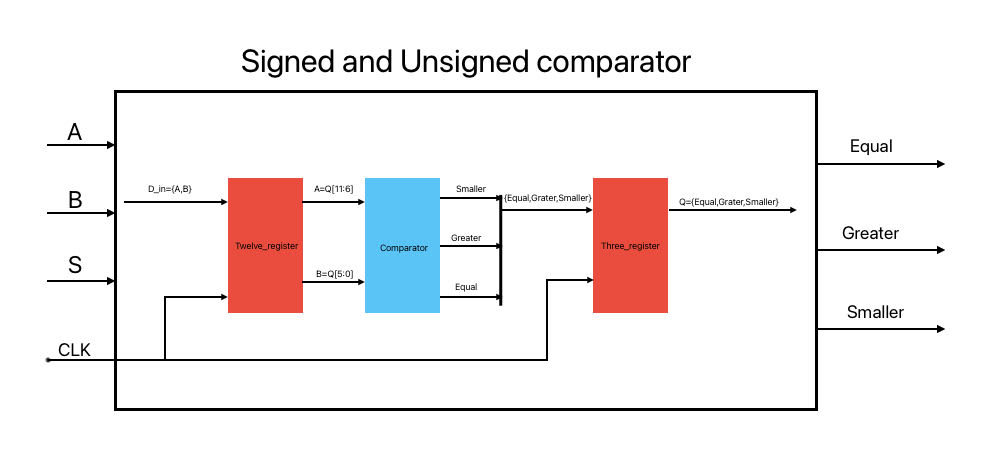 Signed and Unsigned comparator
A
B
S
CLK
D_in={A,B}
Twelve_register
A=Q[11:6]
B=Q[5:0]
Comparator
Smaller
Greater
Equal
{Equal,Grater,Smaller}
Three_register
Q={Equal,Grater,Smaller}
Equal
Greater
Smaller